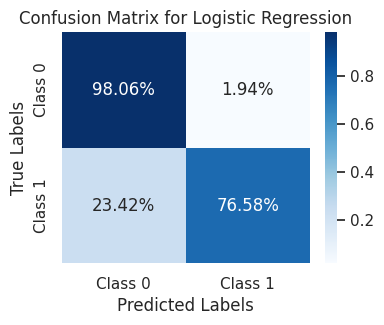 Confusion Matrix for Logistic Regression
True Labels
Class 0
98.06%
1.94%
Class 1
23.42%
76.58%
Class 0
Class 1
Predicted Labels
0.8
0.6
0.4
0.2